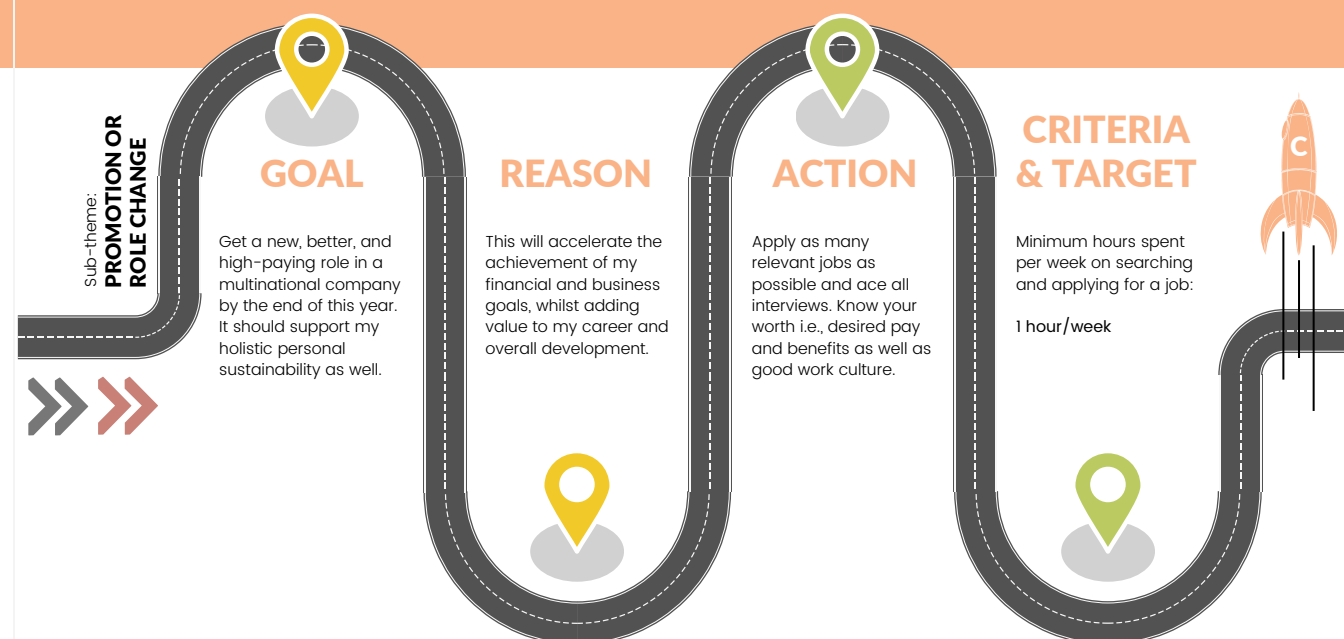 Sub-theme:
PROMOTION OR
ROLE CHANGE
GOAL
Get a new, better, and
high-paying role in a
multinational company
by the end of this year.
It should support my
holistic personal
sustainability as well.
REASON
This will accelerate the
achievement of my
financial and business
goals, whilst adding
value to my career and
overall development.
ACTION
Apply as many
relevant jobs as
possible and ace all
interviews. Know your
worth i.e., desired pay
and benefits as well as
good work culture.
CRITERIA
& TARGET
Minimum hours spent
per week on searching
and applying for a job:
1 hour/week
C